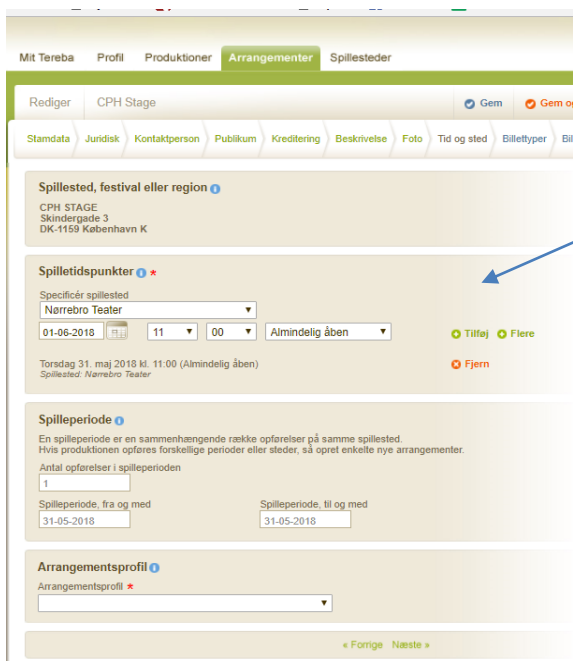 Mit Tereba Profil Produktioner Arrangementer Spillesteder
Rediger CPH Stage Gem Gem og
Stamdata Juridisk Kontaktperson Publikum Kreditering Beskrivelse Foto Tid og sted Billettyper Bil
Spillested, festival eller region
CPH STAGE
Skindergade 3
DK-1159 København K
Spilletidspunkter *
Specificér spillested
Nørrebro Teater
01-06-2018 11 00 Almindelig åben Tilføj Flere
Torsdag 31. maj 2018 kl. 11:00 (Almindelig åben) Fjern
Spillested: Nørrebro Teater
Spilleperiode
En spilleperiode er en sammenhængende række opførelser på samme spillested.
Hvis produktionen opføres forskellige perioder eller steder, så opret enkelte nye arrangementer.
Antal opførelser i spilleperioden
1
Spilleperiode, fra og med Spilleperiode, til og med
31-05-2018 31-05-2018
Arrangementsprofil
Arrangementsprofil *
« Forrige Næste »